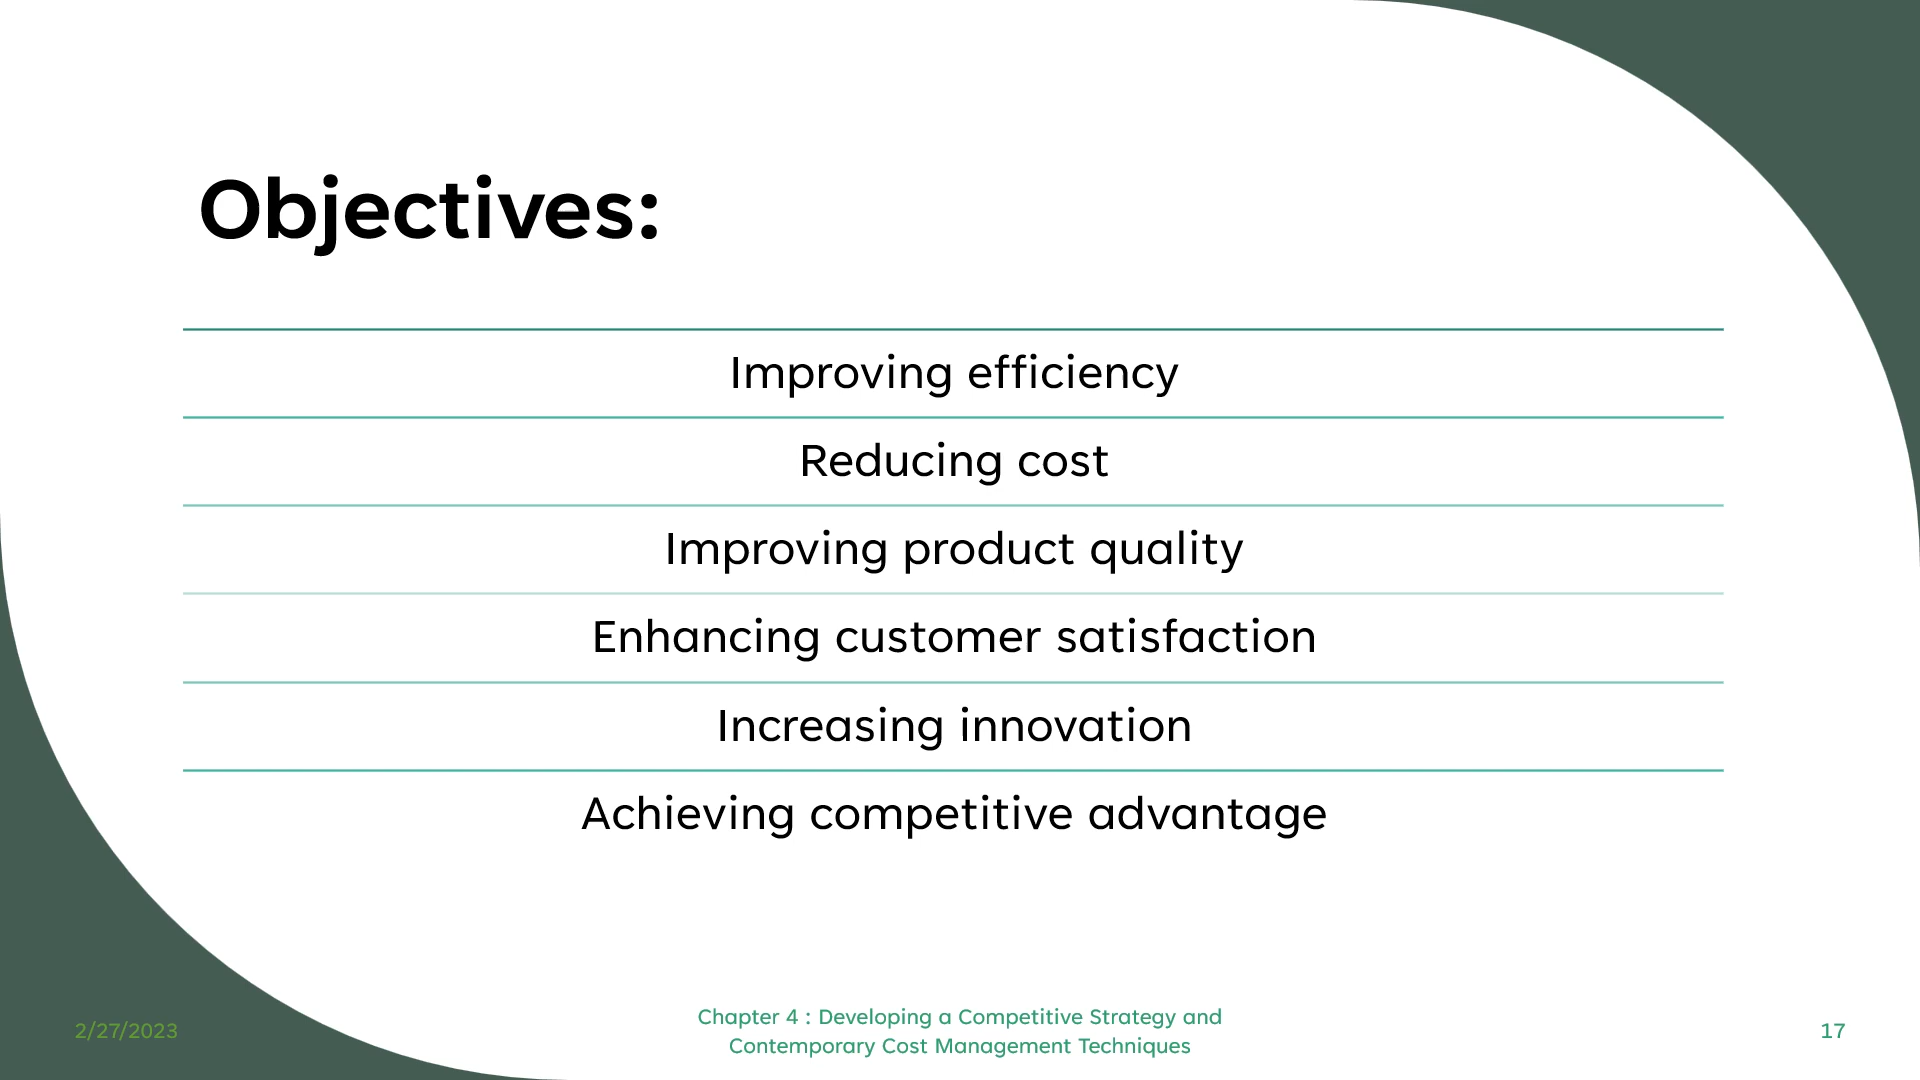 Objectives:
Improving efficiency
Reducing cost
Improving product quality
Enhancing customer satisfaction
Increasing innovation
Achieving competitive advantage
2/27/2023
Chapter 4 : Developing a Competitive Strategy and
Contemporary Cost Management Techniques
17